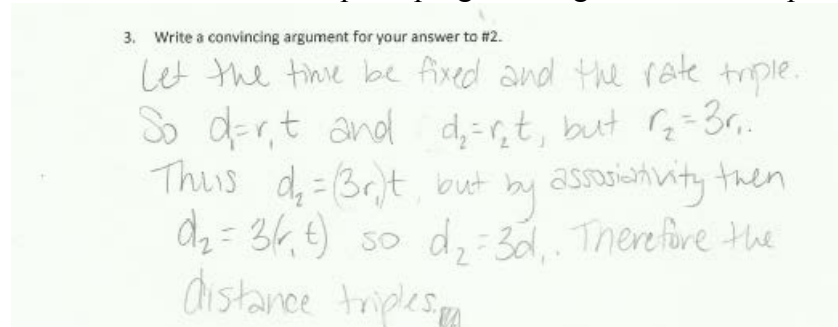 3. Write a convincing argument for your answer to #2.
Let the time be fixed and the rate triple.
So d₁=r₁t and d₂=r₂t, but r₂=3r₁.
Thus d₂=(3r₁)t, but by assosiativity then
d₂=3(r₁t) so d₂=3d₁. Therefore the
distance triples.